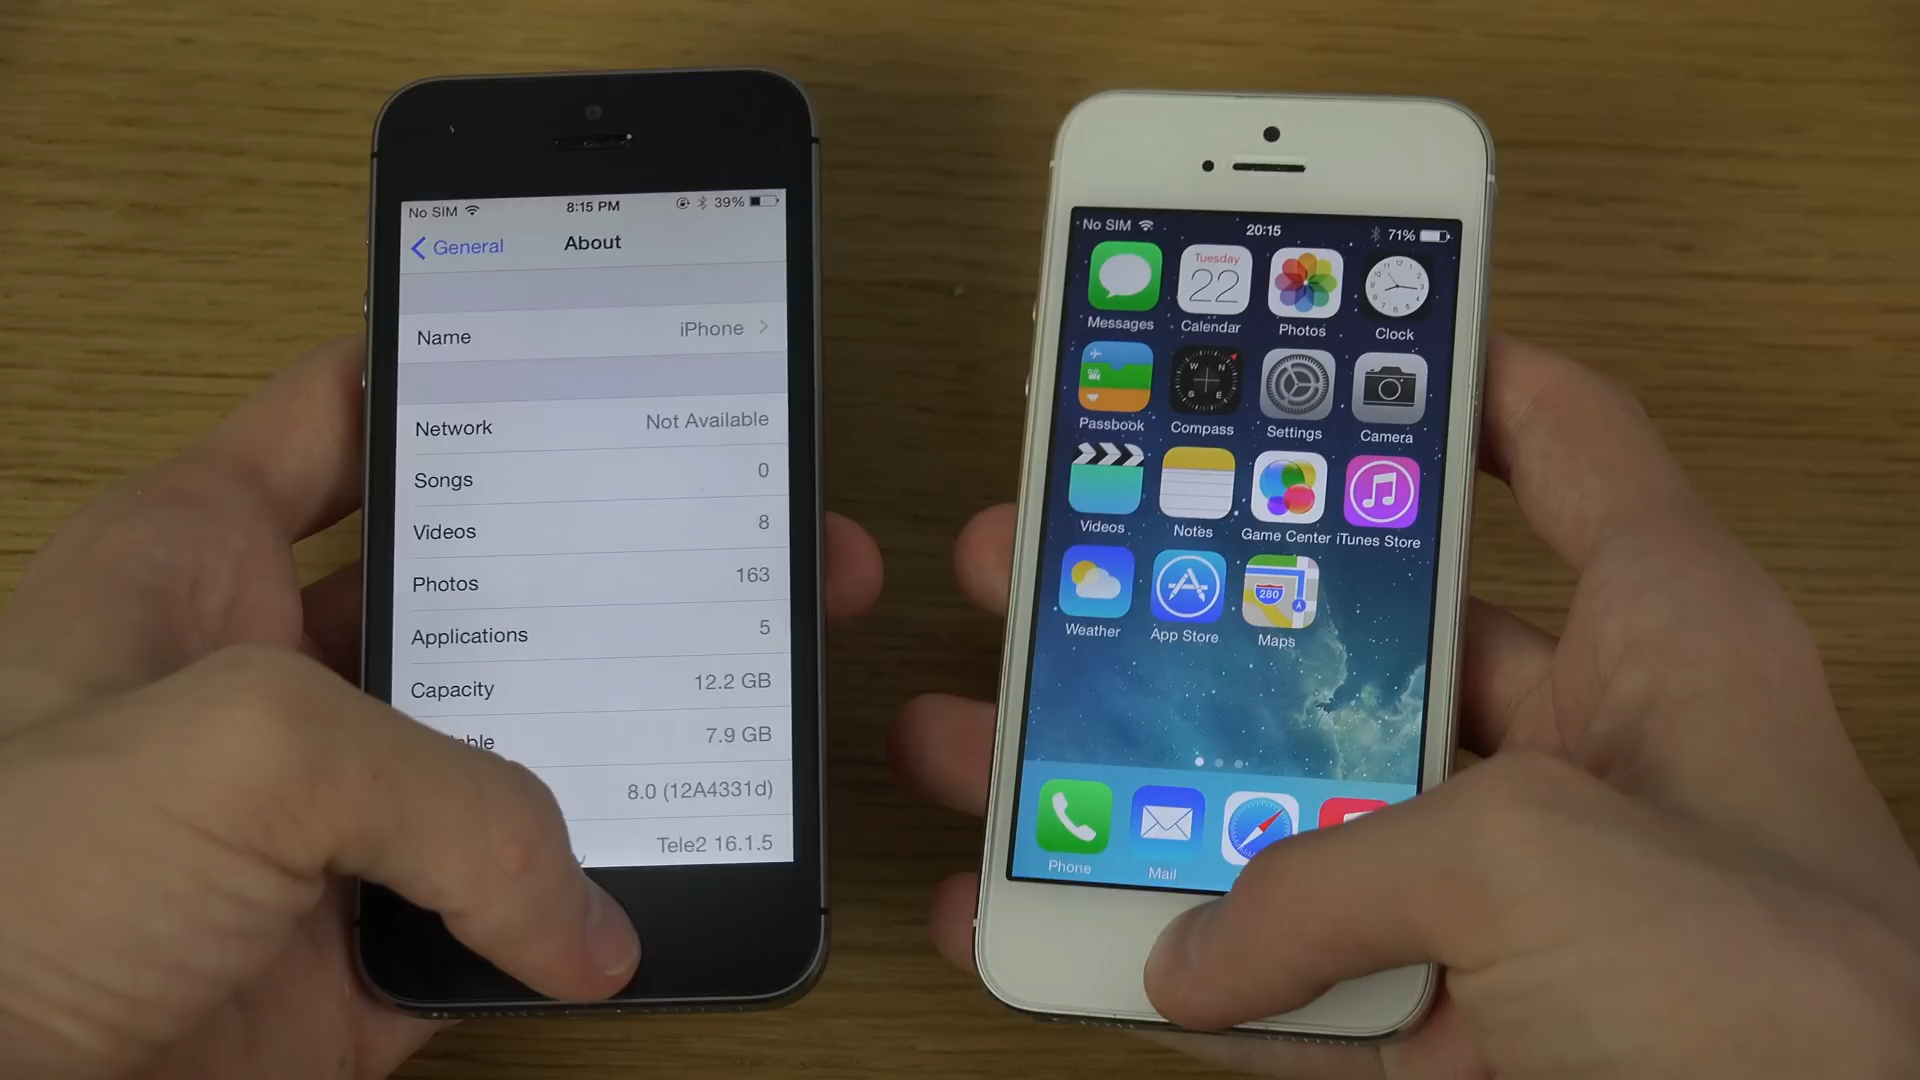 No SIM 8:15 PM 39%
General About
Name iPhone
Network Not Available
Songs 0
Videos 8
Photos 163
Applications 5
Capacity 12.2 GB
7.9 GB
8.0 (12A4331d)
Tele2 16.1.5
No SIM 20:15 71%
Tuesday
22
Messages Calendar Photos Clock
Passbook Compass Settings Camera
Videos Notes Game Center iTunes Store
280
Weather App Store Maps
Phone Mail